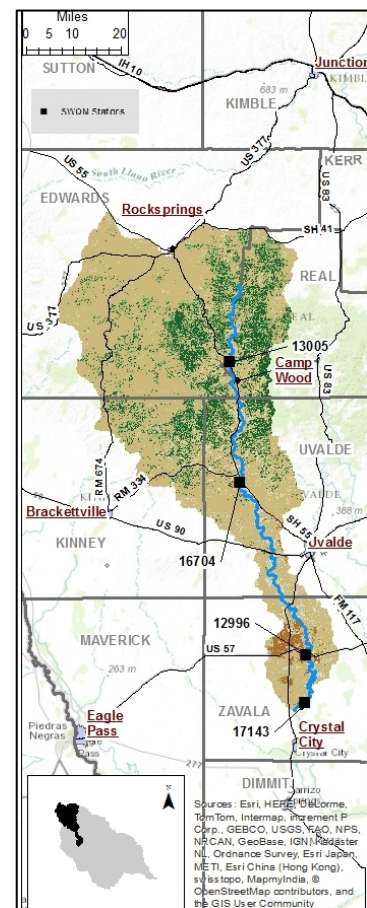 Miles
0 10 20
SUTTON
IH 10
Junction
KIMBLE
683 m
KIMBLE
SWQM Stations
US 377
KERR
US 55
South Llano River
US 83
EDWARDS
Rocksprings
SH 41
REAL
377
US 377
13005
Camp
Wood
US 83
UVALDE
RM 674
RM 334
Brackettville
US 90
SH 55
Uvalde
388 m
KINNEY
16704
FM 117
12996
MAVERICK
US 57
263 m
ZAVALA
Eagle
Pass
Piedras
Negras
17143
Crystal
City
Crystal City
277
DIMMIT
N
Sources: Esri, HERE, DeLorme,
TomTom, Intermap, increment P
Corp., GEBCO, USGS, FAO, NPS,
NRCAN, GeoBase, IGN, Kadaster
NL, Ordnance Survey, Esri Japan,
METI, Esri China (Hong Kong),
swisstopo, MapmyIndia, ©
OpenStreetMap contributors, and
the GIS User Community